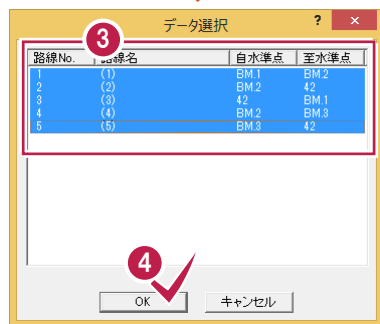 データ選択 ? ×
3
路線No. 路線名 自水準点 至水準点
1 (1) BM.1 BM.2
2 (2) BM.2 42
3 (3) 42 BM.1
4 (4) BM.2 BM.3
5 (5) BM.3 42
4
OK キャンセル